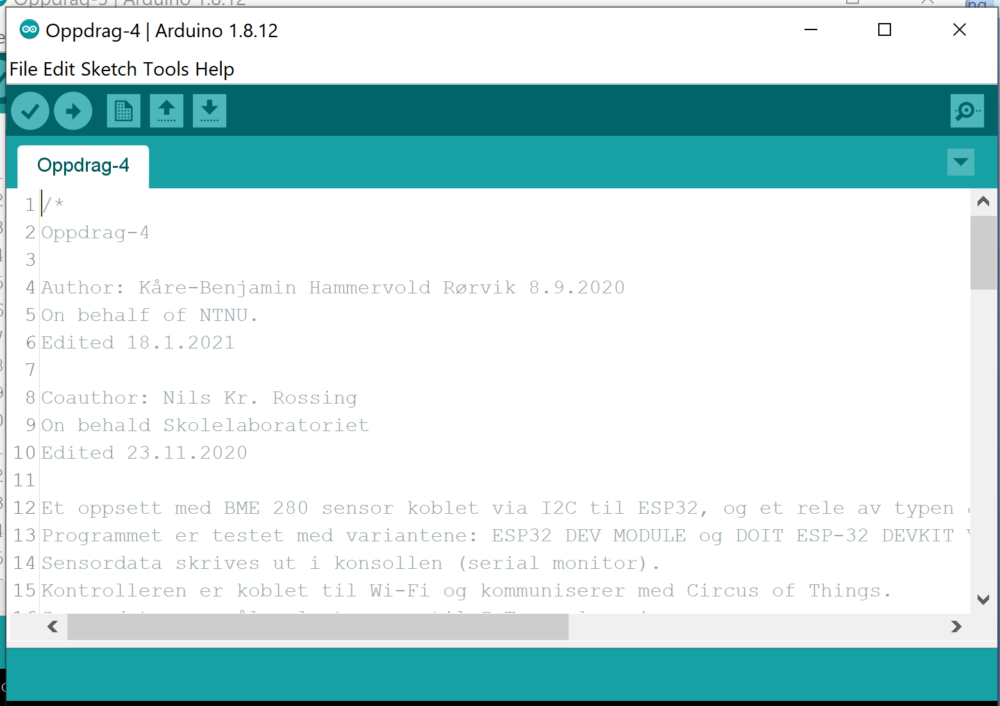 Oppdrag-4 | Arduino 1.8.12
File Edit Sketch Tools Help
Oppdrag-4
1 /*
2 Oppdrag-4
3
4 Author: Kåre-Benjamin Hammervold Rørvik 8.9.2020
5 On behalf of NTNU.
6 Edited 18.1.2021
7
8 Coauthor: Nils Kr. Rossing
9 On behald Skolelaboratoriet
10 Edited 23.11.2020
11
12 Et oppsett med BME 280 sensor koblet via I2C til ESP32, og et rele av typen
13 Programmet er testet med variantene: ESP32 DEV MODULE og DOIT ESP-32 DEVKIT
14 Sensordata skrives ut i konsollen (serial monitor).
15 Kontrolleren er koblet til Wi-Fi og kommuniserer med Circus of Things.